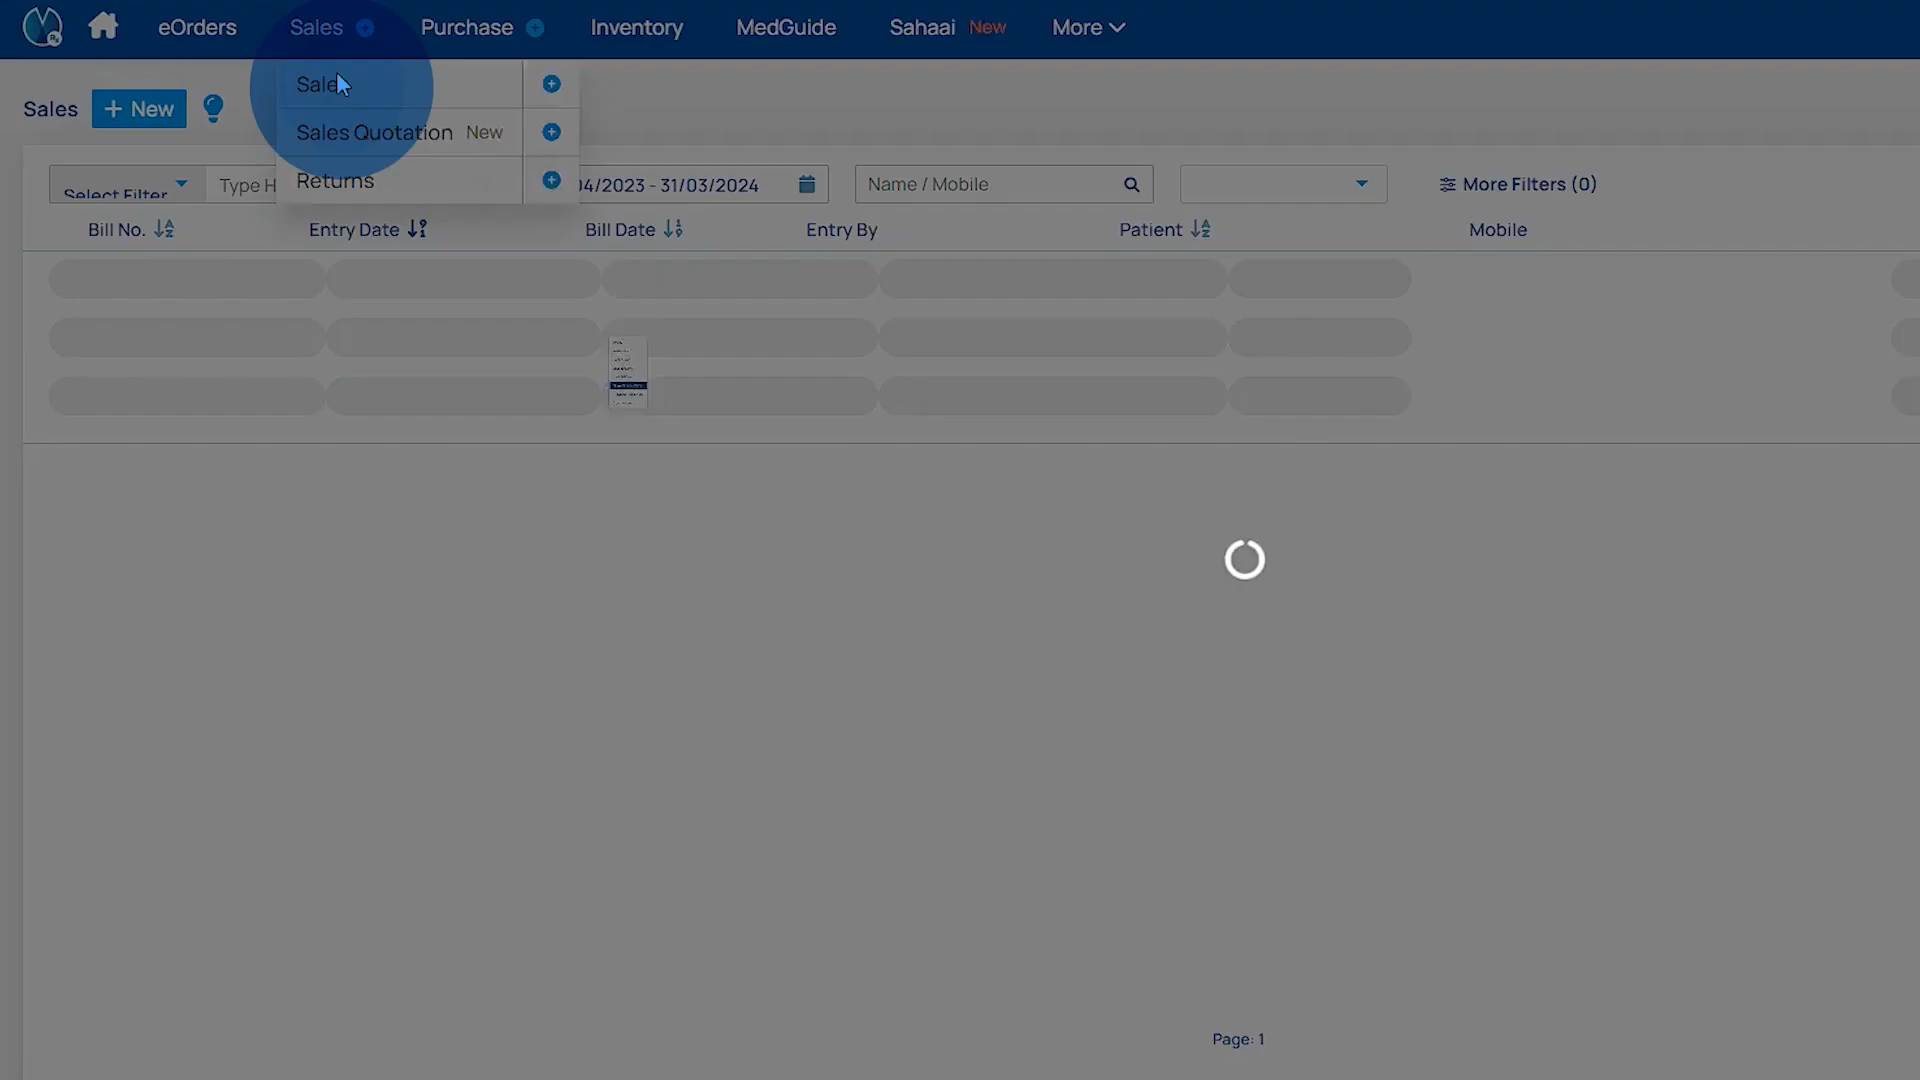 eOrders Sales Purchase Inventory MedGuide Sahaai New More
Sale
Sales + New
Sales Quotation New
Returns
Select Filter Type H 04/2023 - 31/03/2024 Name / Mobile More Filters (0)
Bill No. Entry Date Bill Date Entry By Patient Mobile
Page: 1